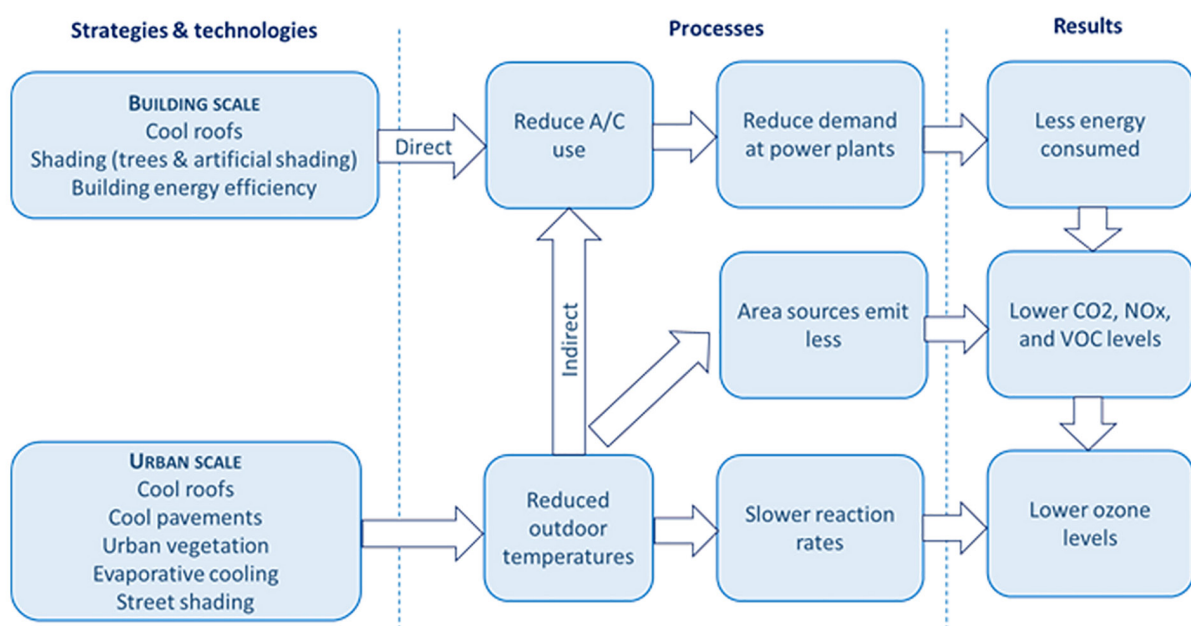 Strategies & technologies
Processes
Results
BUILDING SCALE
Cool roofs
Shading (trees & artificial shading)
Building energy efficiency
Direct
Reduce A/C
use
Reduce demand
at power plants
Less energy
consumed
Indirect
Area sources emit
less
Lower CO2, NOx,
and VOC levels
URBAN SCALE
Cool roofs
Cool pavements
Urban vegetation
Evaporative cooling
Street shading
Reduced
outdoor
temperatures
Slower reaction
rates
Lower ozone
levels